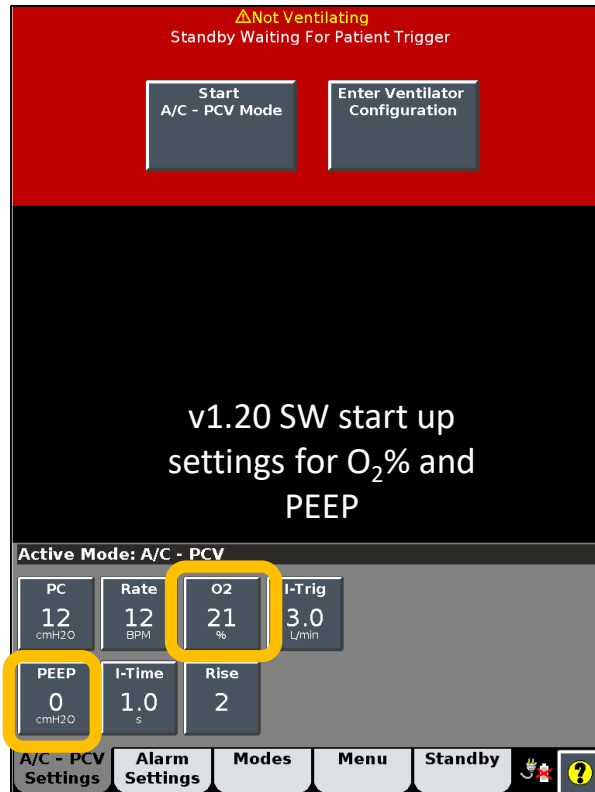 ⚠Not Ventilating
Standby Waiting For Patient Trigger
Start
A/C - PCV Mode
Enter Ventilator
Configuration
v1.20 SW start up
settings for O₂% and
PEEP
Active Mode: A/C - PCV
PC
12
cmH2O
Rate
12
BPM
O2
21
%
I-Trig
3.0
L/min
PEEP
0
cmH2O
I-Time
1.0
s
Rise
2
A/C - PCV
Settings
Alarm
Settings
Modes
Menu
Standby
?